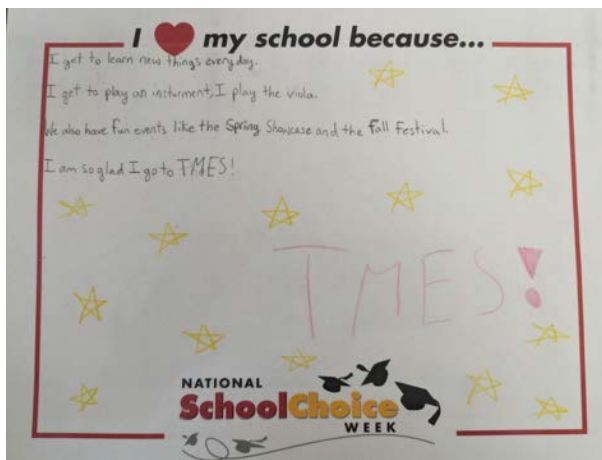 I ❤ my school because...
I get to learn new things every day.
I get to play an insturment, I play the viola.
We also have fun events like the Spring Showcase and the Fall Festival.
I am so glad I go to TMES!
TMES!
NATIONAL
SchoolChoice
WEEK